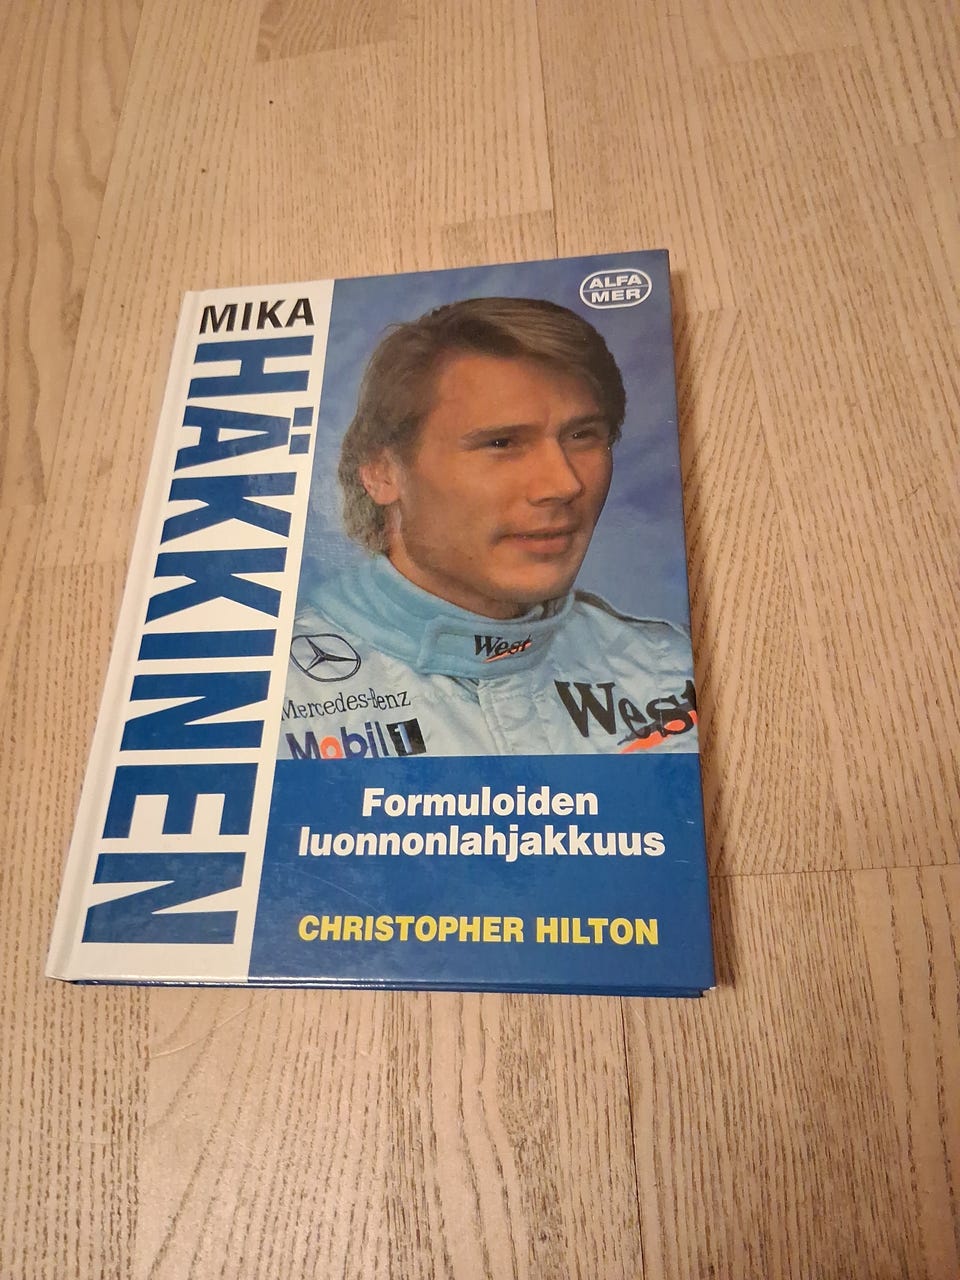 MIKA
HÄKKINEN
ALFA
MER
West
Mercedes-Benz
West
Mobil 1
Formuloiden
luonnonlahjakkuus
CHRISTOPHER HILTON